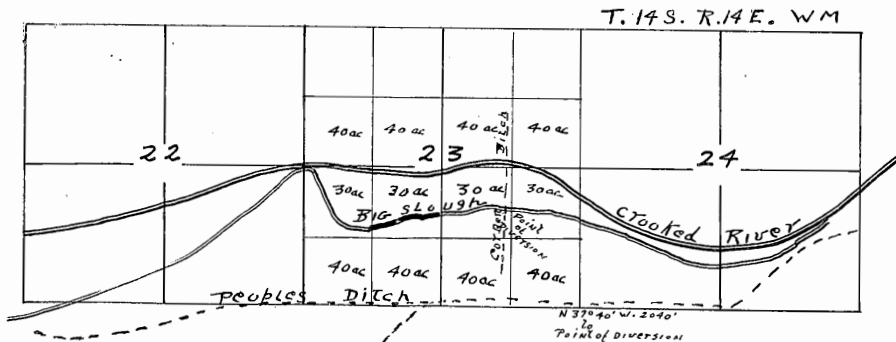 T. 14 S. R. 14 E. WM
40 ac 40 ac 40 ac 40 ac
Ditch
22 23 24
30 ac 30 ac 30 ac 30 ac
BIG SLOUGH
Crooked River
Point of DIVERSION
40 ac 40 ac 40 ac 40 ac
Peoples Ditch
N 37° 40' W. 2040'
to
Point of DIVERSION